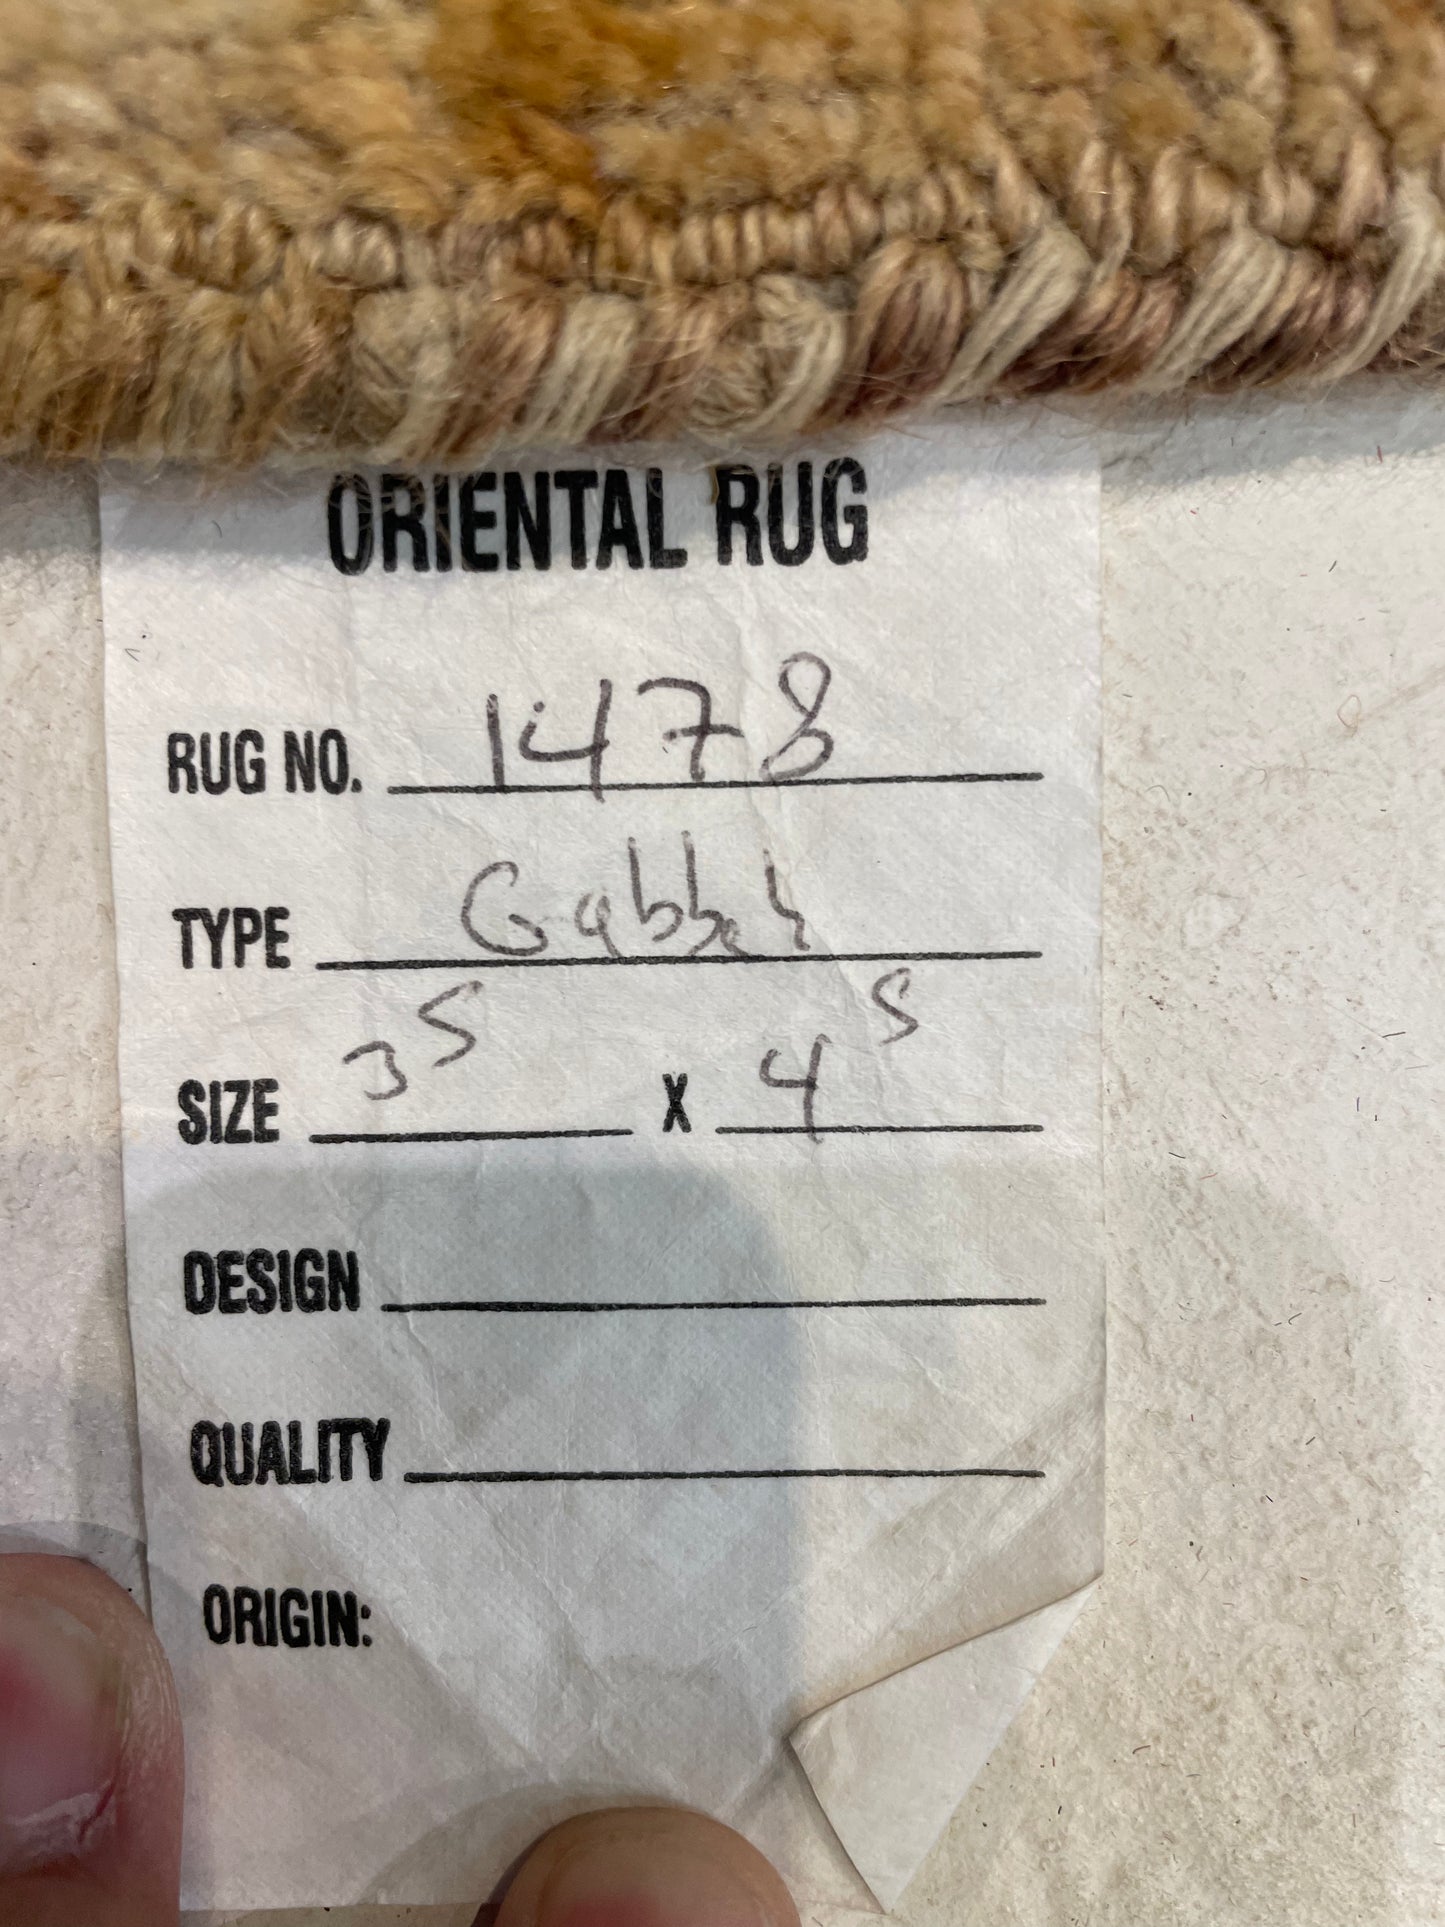 ORIENTAL RUG
RUG NO. 1478
TYPE Gabbeh
SIZE 3⁵ X 4⁵
DESIGN
QUALITY
ORIGIN: